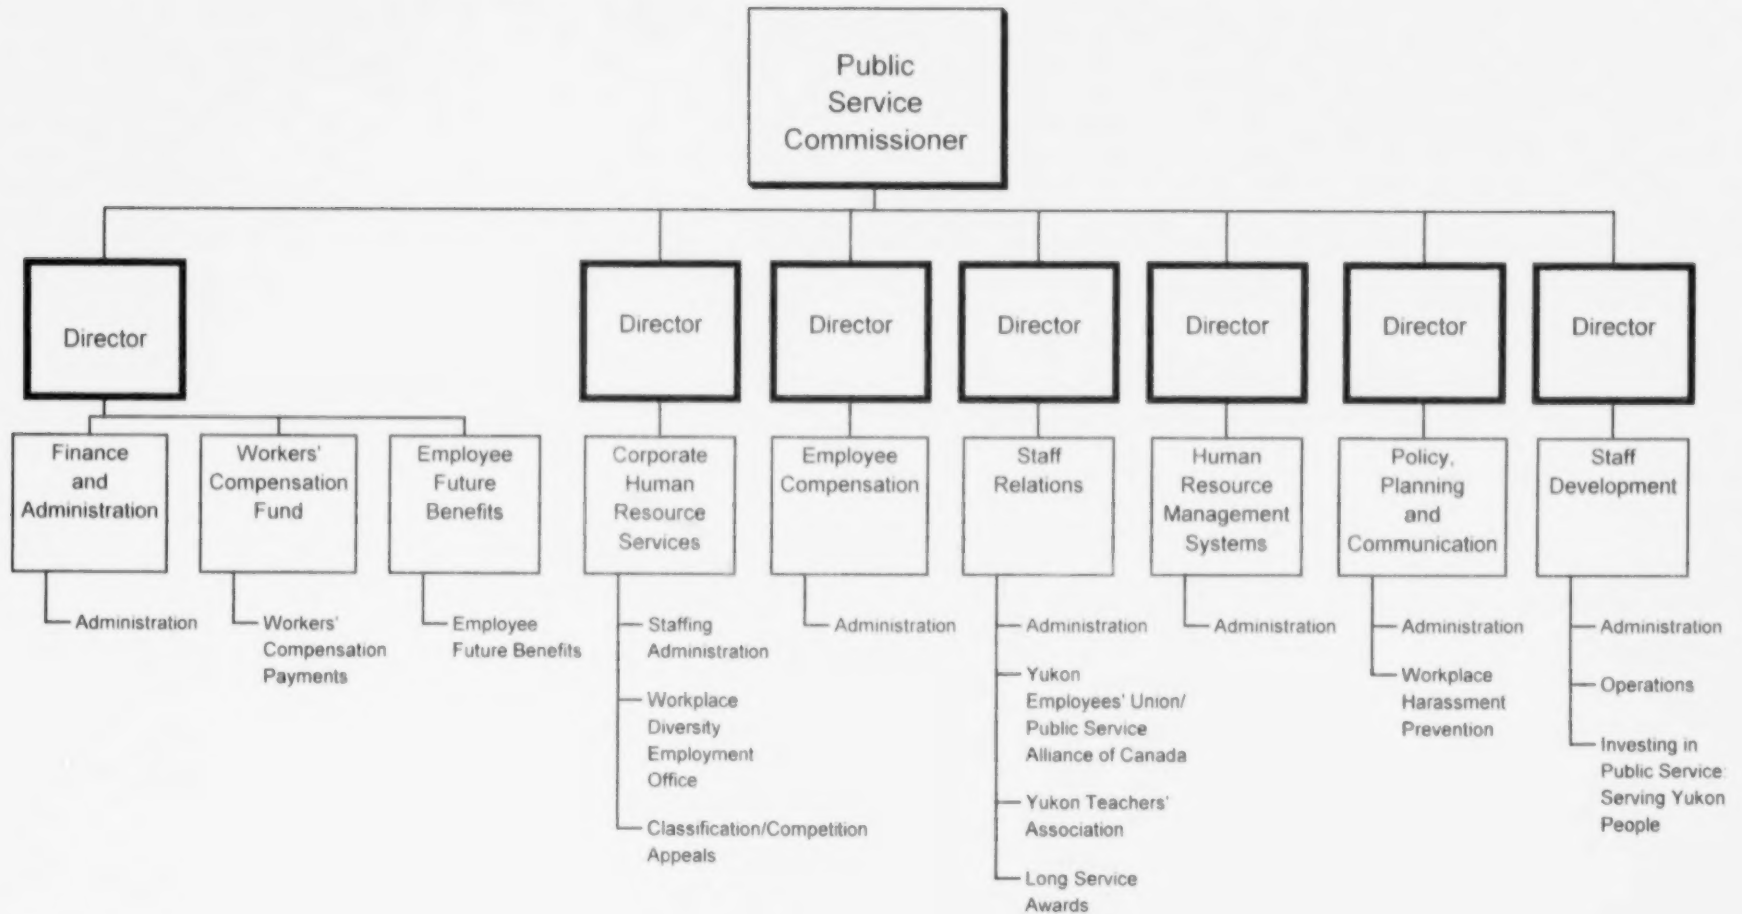 Public
Service
Commissioner
Director
Director
Director
Director
Director
Director
Director
Finance
and
Administration
Workers'
Compensation
Fund
Employee
Future
Benefits
Corporate
Human
Resource
Services
Employee
Compensation
Staff
Relations
Human
Resource
Management
Systems
Policy,
Planning
and
Communication
Staff
Development
Administration
Workers'
Compensation
Payments
Employee
Future Benefits
Staffing
Administration
Workplace
Diversity
Employment
Office
Classification/Competition
Appeals
Administration
Administration
Yukon
Employees' Union/
Public Service
Alliance of Canada
Yukon Teachers'
Association
Long Service
Awards
Administration
Administration
Workplace
Harassment
Prevention
Administration
Operations
Investing in
Public Service:
Serving Yukon
People